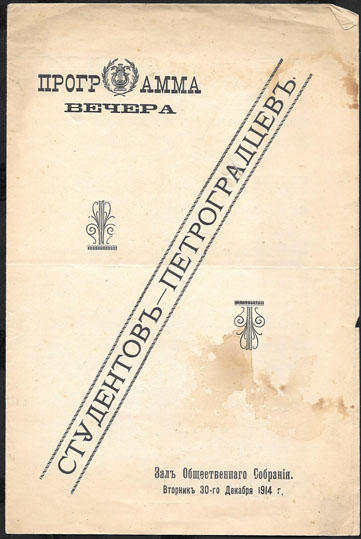 ПРОГРАММА
ВЕЧЕРА
СТУДЕНТОВЪ—ПЕТРОГРАДЦЕВЪ.
Залъ Общественнаго Собранія.
Вторникъ 30-го Декабря 1914 г.